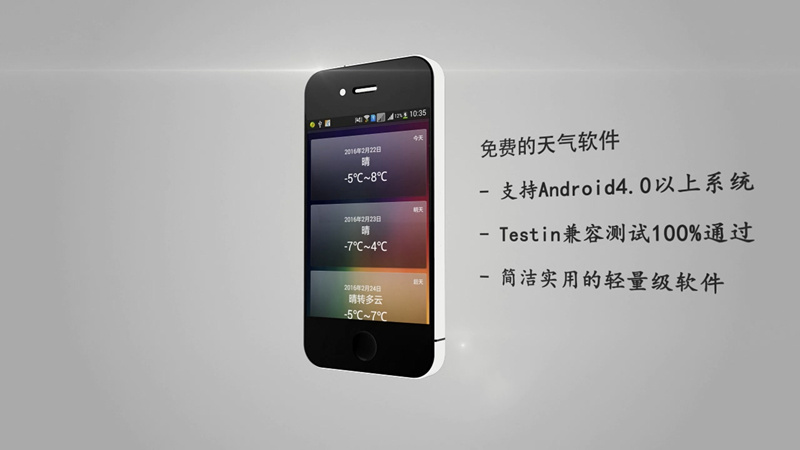 10:35
12%
今天
2016年2月22日
晴
-5℃~8℃
明天
2016年2月23日
晴
-7℃~4℃
后天
2016年2月24日
晴转多云
-5℃~7℃
免费的天气软件
- 支持Android4.0以上系统
- Testin兼容测试100%通过
- 简洁实用的轻量级软件